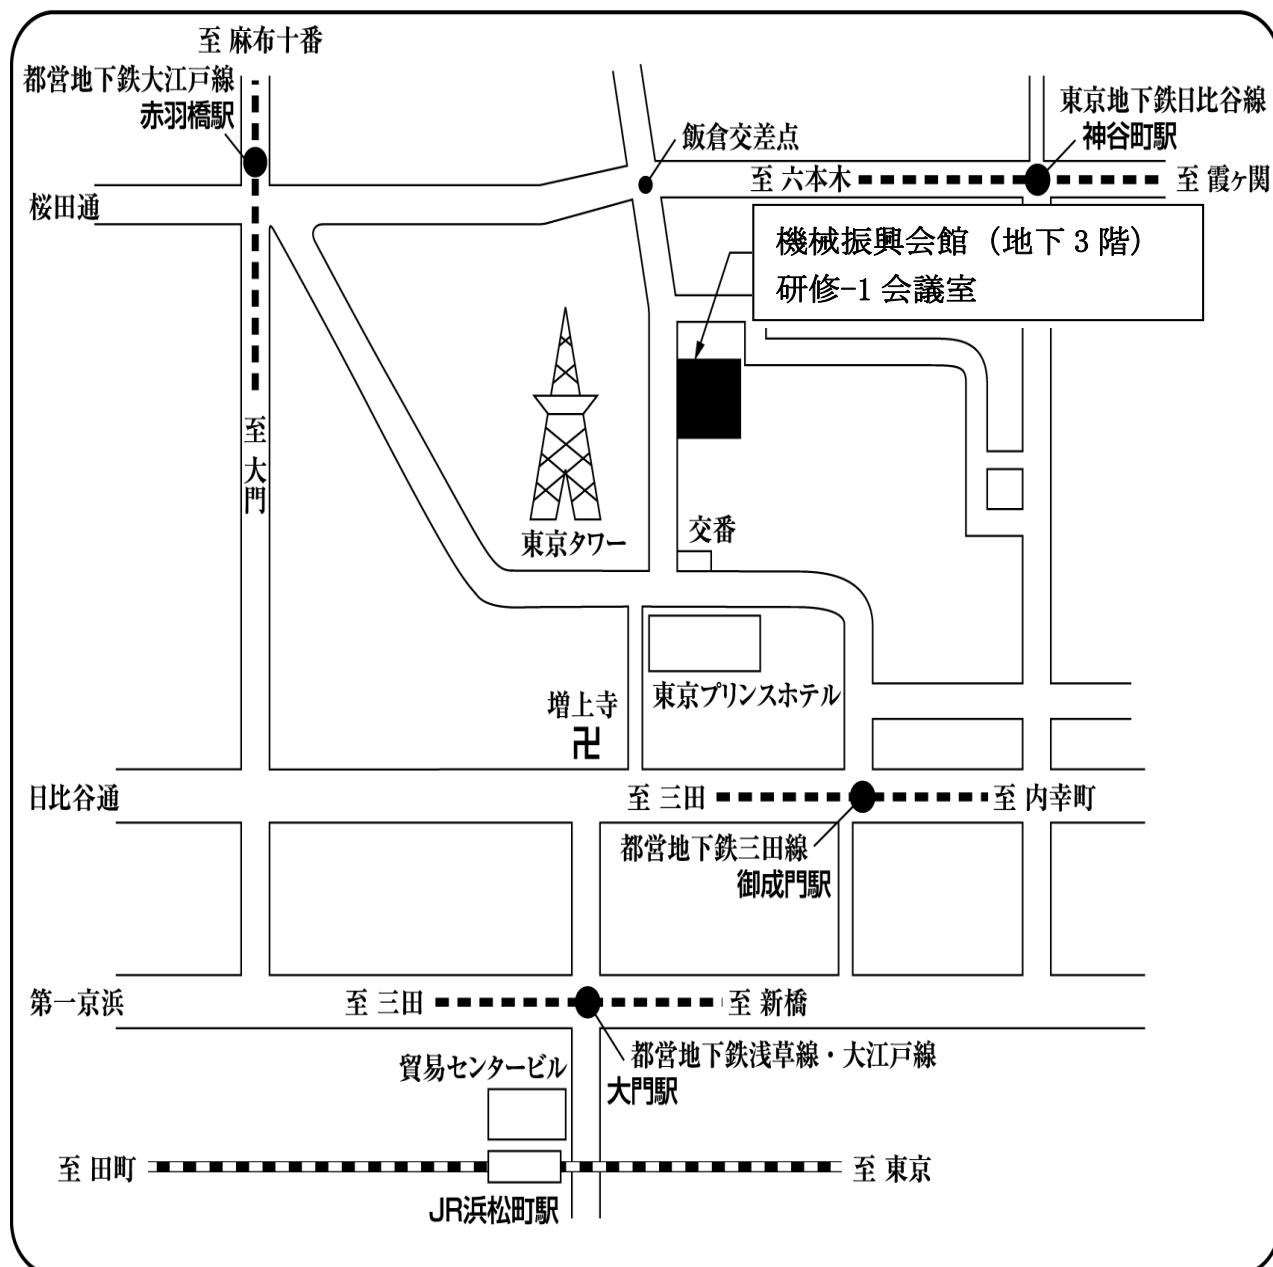 至 麻布十番
都営地下鉄大江戸線
赤羽橋駅
飯倉交差点
東京地下鉄日比谷線
神谷町駅
至 六本木
至 霞ヶ関
桜田通
機械振興会館（地下3階）
研修-1会議室
至 大門
東京タワー
交番
増上寺
卍
東京プリンスホテル
日比谷通
至 三田
至 内幸町
都営地下鉄三田線
御成門駅
第一京浜
至 三田
至 新橋
都営地下鉄浅草線・大江戸線
大門駅
貿易センタービル
至 田町
至 東京
JR浜松町駅